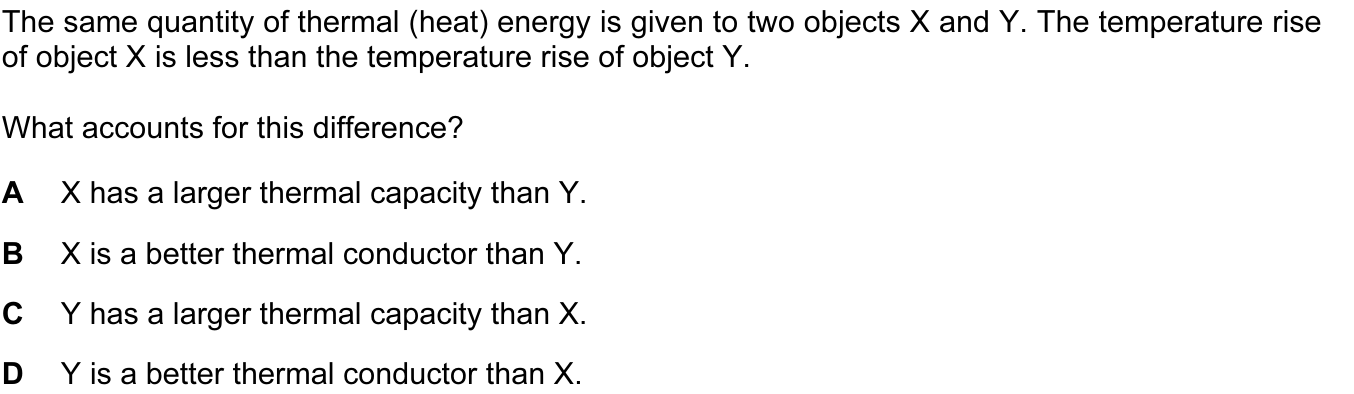 The same quantity of thermal (heat) energy is given to two objects X and Y. The temperature rise
of object X is less than the temperature rise of object Y.
What accounts for this difference?
A X has a larger thermal capacity than Y.
B X is a better thermal conductor than Y.
C Y has a larger thermal capacity than X.
D Y is a better thermal conductor than X.